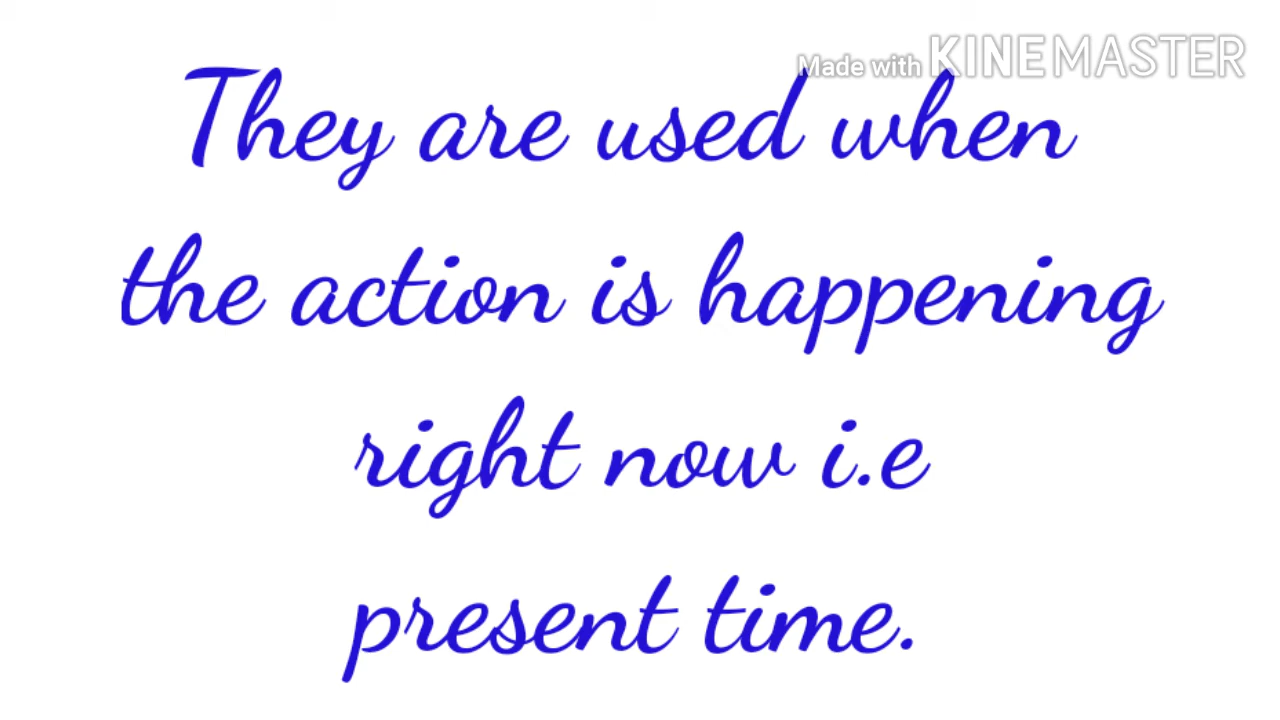 Made with KINEMASTER
They are used when
the action is happening
right now i.e
present time.